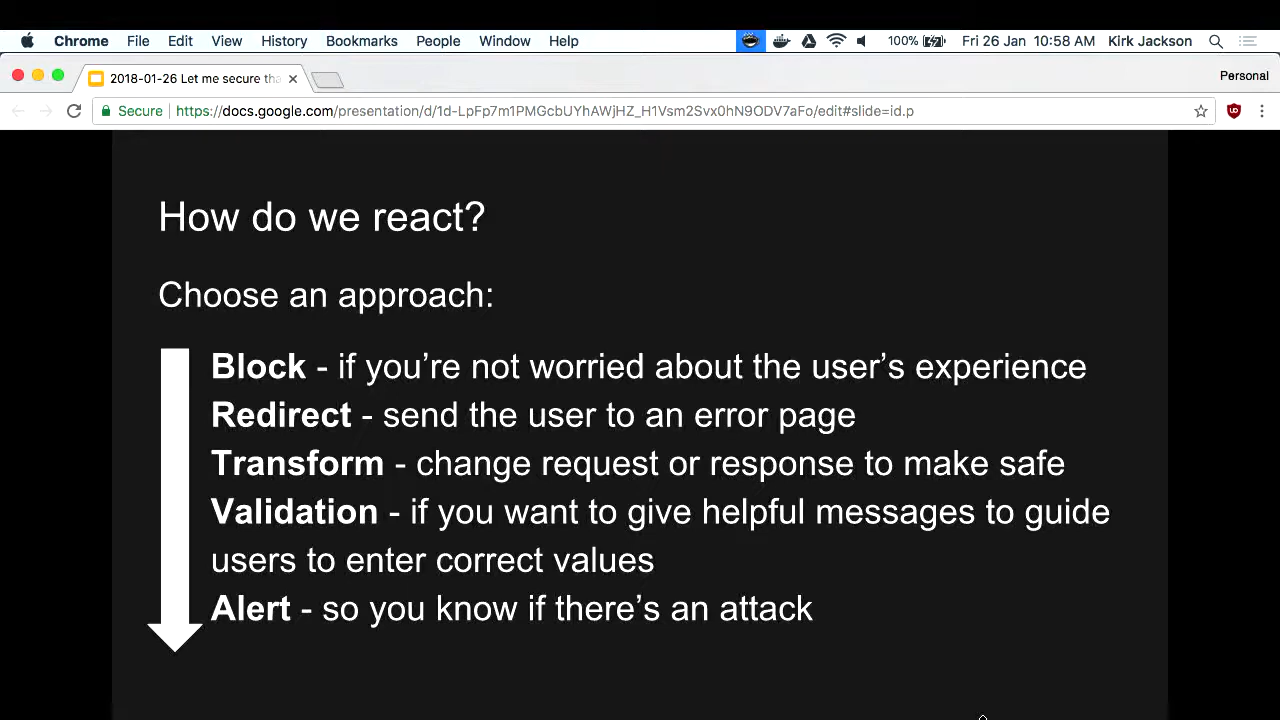 Chrome File Edit View History Bookmarks People Window Help 100% Fri 26 Jan 10:58 AM Kirk Jackson
2018-01-26 Let me secure tha Personal
Secure https://docs.google.com/presentation/d/1d-LpFp7m1PMGcbUYhAWjHZ_H1Vsm2Svx0hN9ODV7aFo/edit#slide=id.p
How do we react?
Choose an approach:
Block - if you’re not worried about the user’s experience
Redirect - send the user to an error page
Transform - change request or response to make safe
Validation - if you want to give helpful messages to guide
users to enter correct values
Alert - so you know if there’s an attack